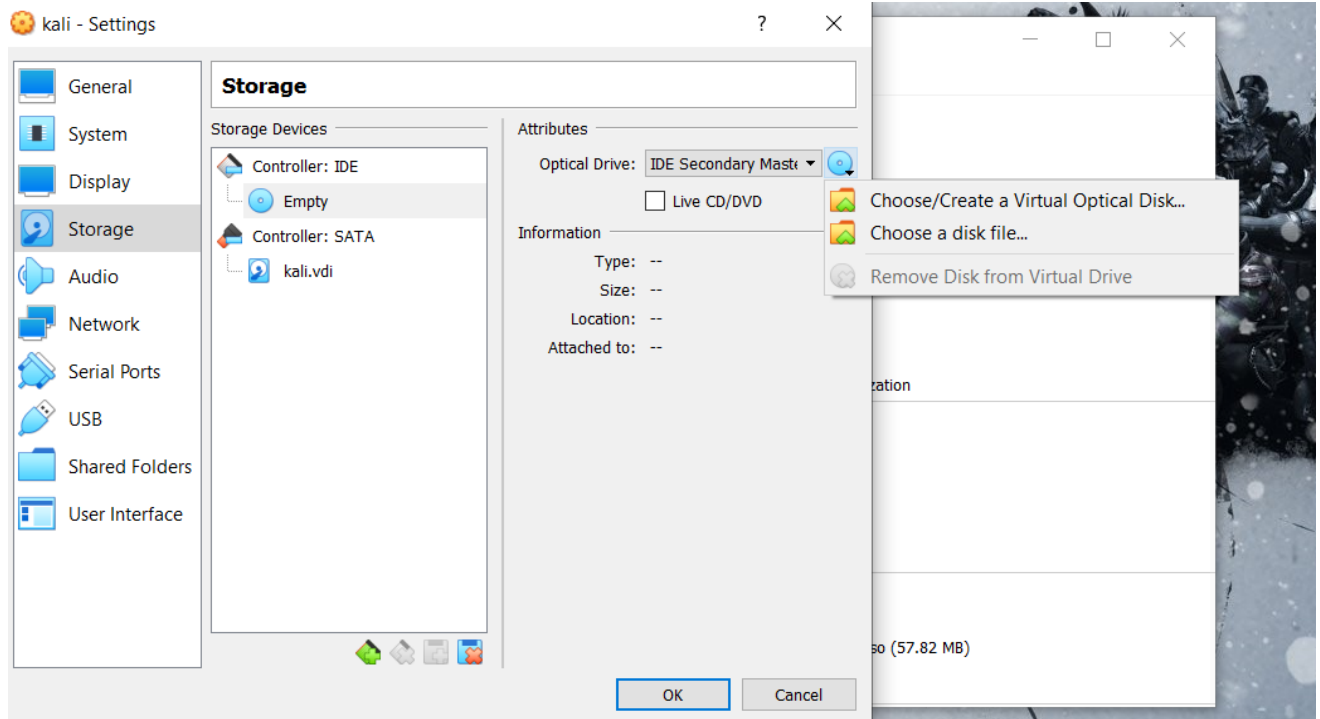 kali - Settings
?
General
System
Display
Storage
Audio
Network
Serial Ports
USB
Shared Folders
User Interface
Storage
Storage Devices
Controller: IDE
Empty
Controller: SATA
kali.vdi
Attributes
Optical Drive: IDE Secondary Maste
Live CD/DVD
Information
Type: --
Size: --
Location: --
Attached to: --
Choose/Create a Virtual Optical Disk...
Choose a disk file...
Remove Disk from Virtual Drive
zation
so (57.82 MB)
OK
Cancel